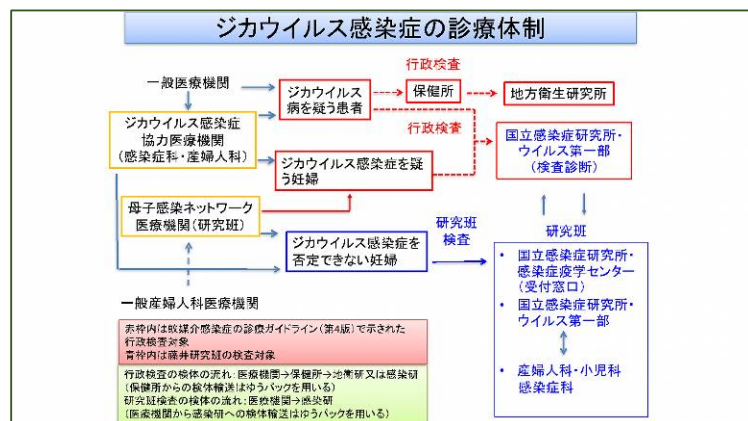 ジカウイルス感染症の診療体制
一般医療機関
ジカウイルス感染症
協力医療機関
(感染症科・産婦人科)
母子感染ネットワーク
医療機関(研究班)
一般産婦人科医療機関
ジカウイルス
病を疑う患者
ジカウイルス感染症を疑
う妊婦
ジカウイルス感染症を
否定できない妊婦
行政検査
保健所
地方衛生研究所
行政検査
国立感染症研究所・
ウイルス第一部
(検査診断)
研究班
検査
研究班
• 国立感染症研究所・
感染症疫学センター
(受付窓口)
• 国立感染症研究所・
ウイルス第一部
• 産婦人科・小児科
感染症科
赤枠内は蚊媒介感染症の診療ガイドライン(第4版)で示された
行政検査対象
青枠内は藤井研究班の検査対象
行政検査の検体の流れ:医療機関→保健所→地衛研又は感染研
(保健所からの検体輸送はゆうパックを用いる)
研究班検査の検体の流れ:医療機関→感染研
(医療機関から感染研への検体輸送はゆうパックを用いる)